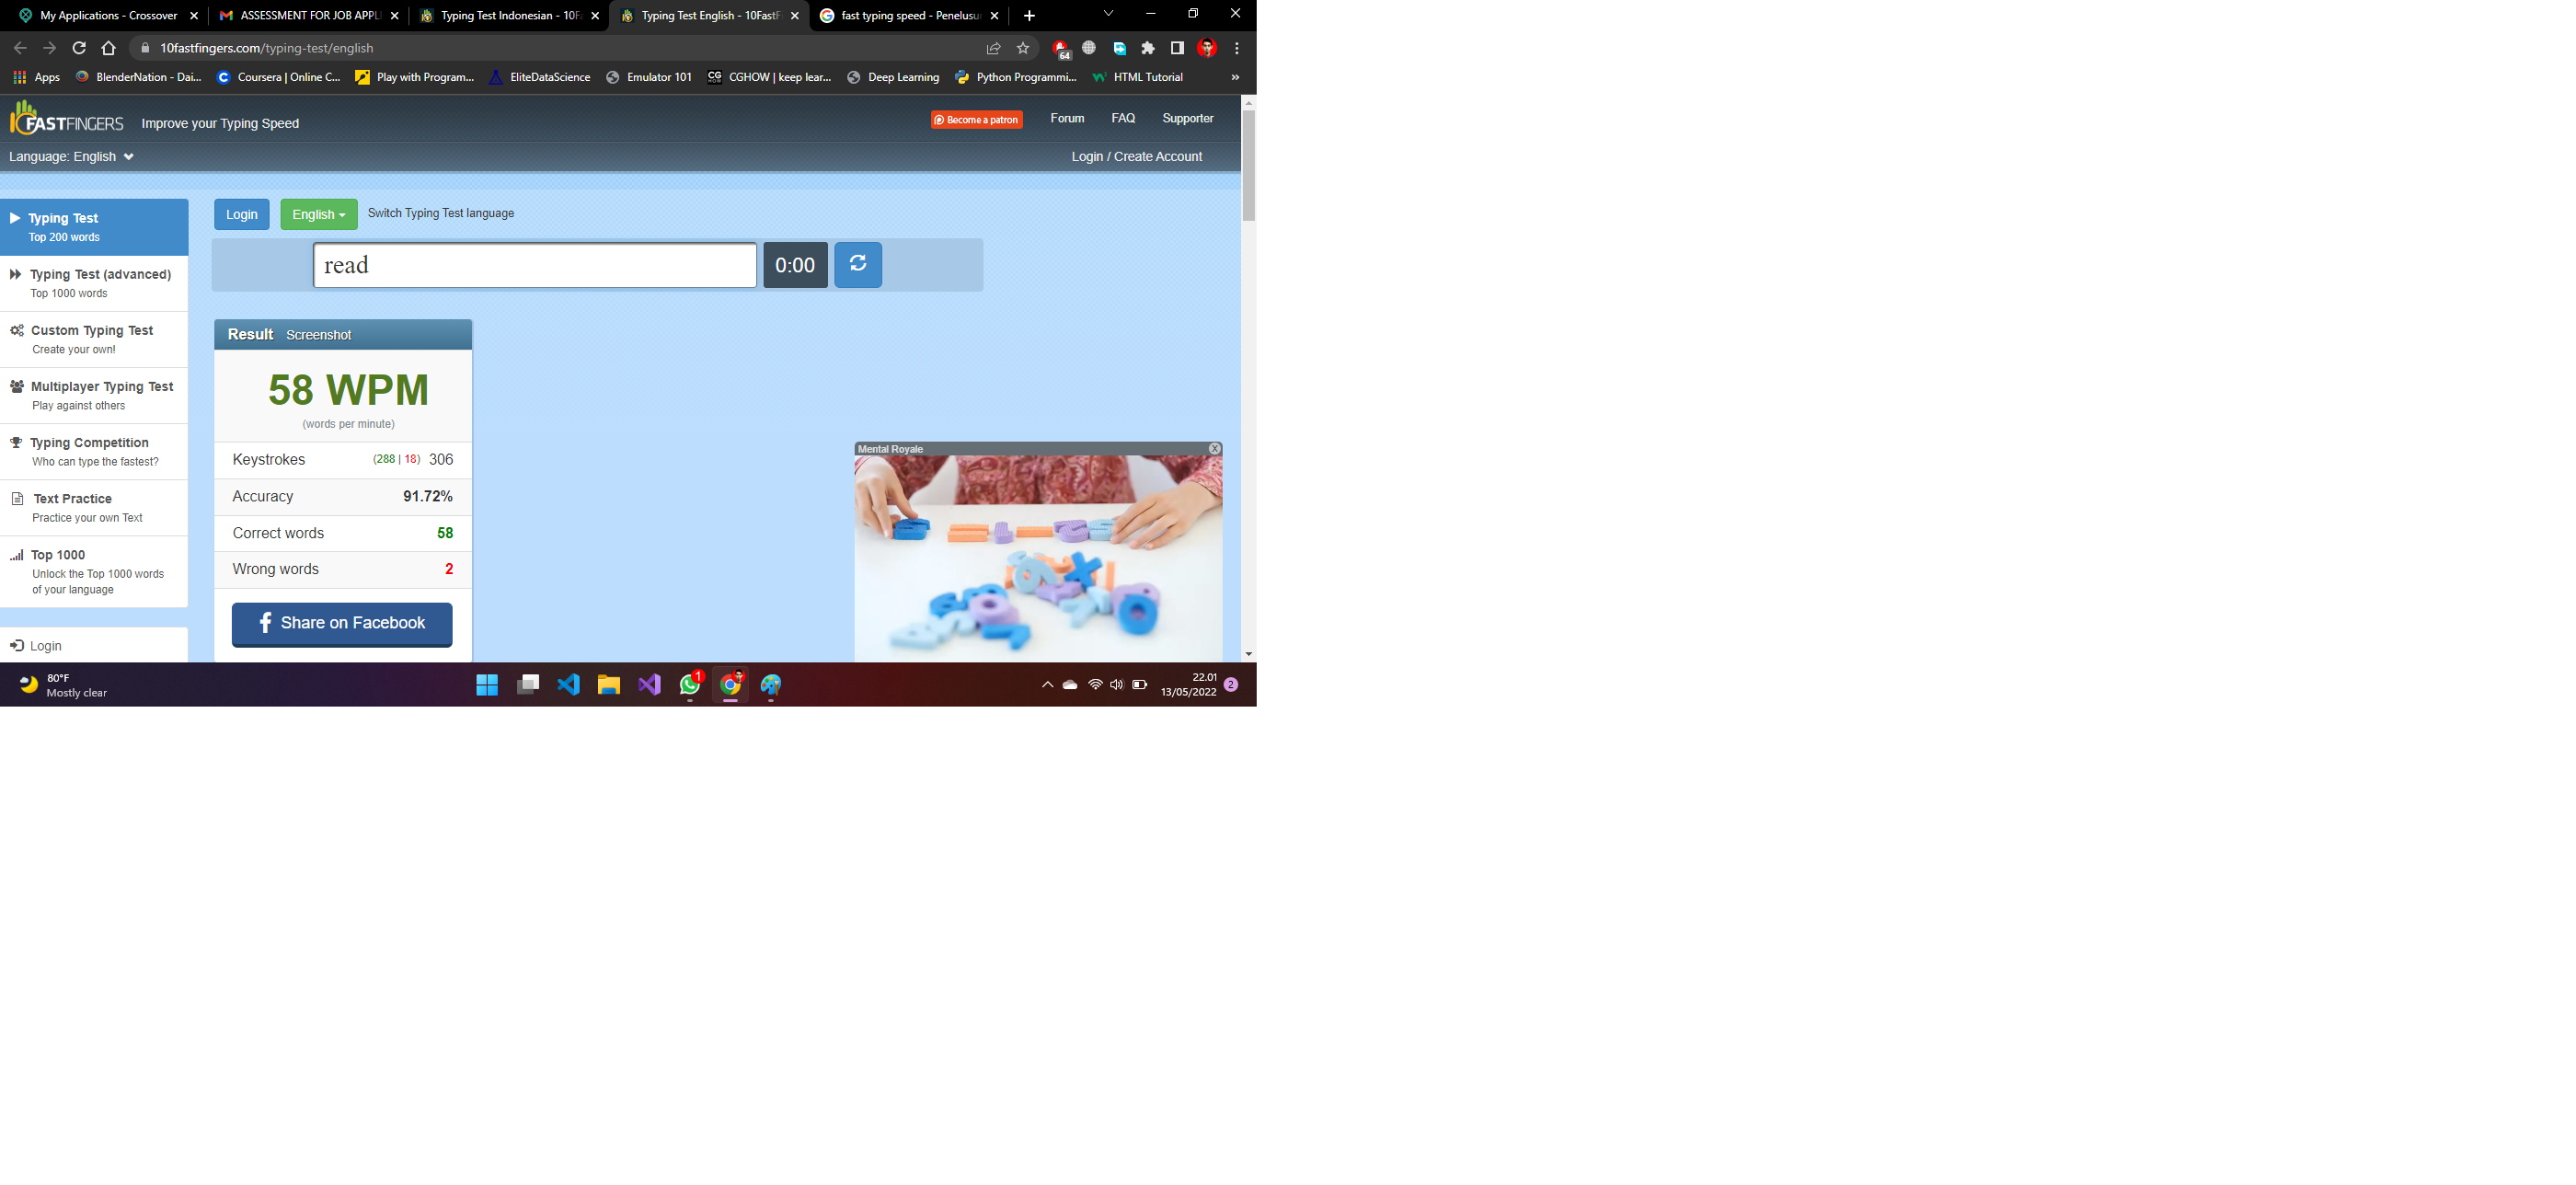 My Applications - Crossover
ASSESSMENT FOR JOB APPL
Typing Test Indonesian - 10Fa
Typing Test English - 10FastFi
fast typing speed - Penelusur
10fastfingers.com/typing-test/english
64
Apps
BlenderNation - Dai...
Coursera | Online C...
Play with Program...
EliteDataScience
Emulator 101
CGHOW | keep lear...
Deep Learning
Python Programmi...
HTML Tutorial
»
10FASTFINGERS
Improve your Typing Speed
Become a patron
Forum
FAQ
Supporter
Language: English
Login / Create Account
Typing Test
Top 200 words
Typing Test (advanced)
Top 1000 words
Custom Typing Test
Create your own!
Multiplayer Typing Test
Play against others
Typing Competition
Who can type the fastest?
Text Practice
Practice your own Text
Top 1000
Unlock the Top 1000 words
of your language
Login
Login
English
Switch Typing Test language
read
0:00
Result Screenshot
58 WPM
(words per minute)
Keystrokes (288 | 18) 306
Accuracy 91.72%
Correct words 58
Wrong words 2
Share on Facebook
Mental Royale
80°F
Mostly clear
1
22.01
13/05/2022
2